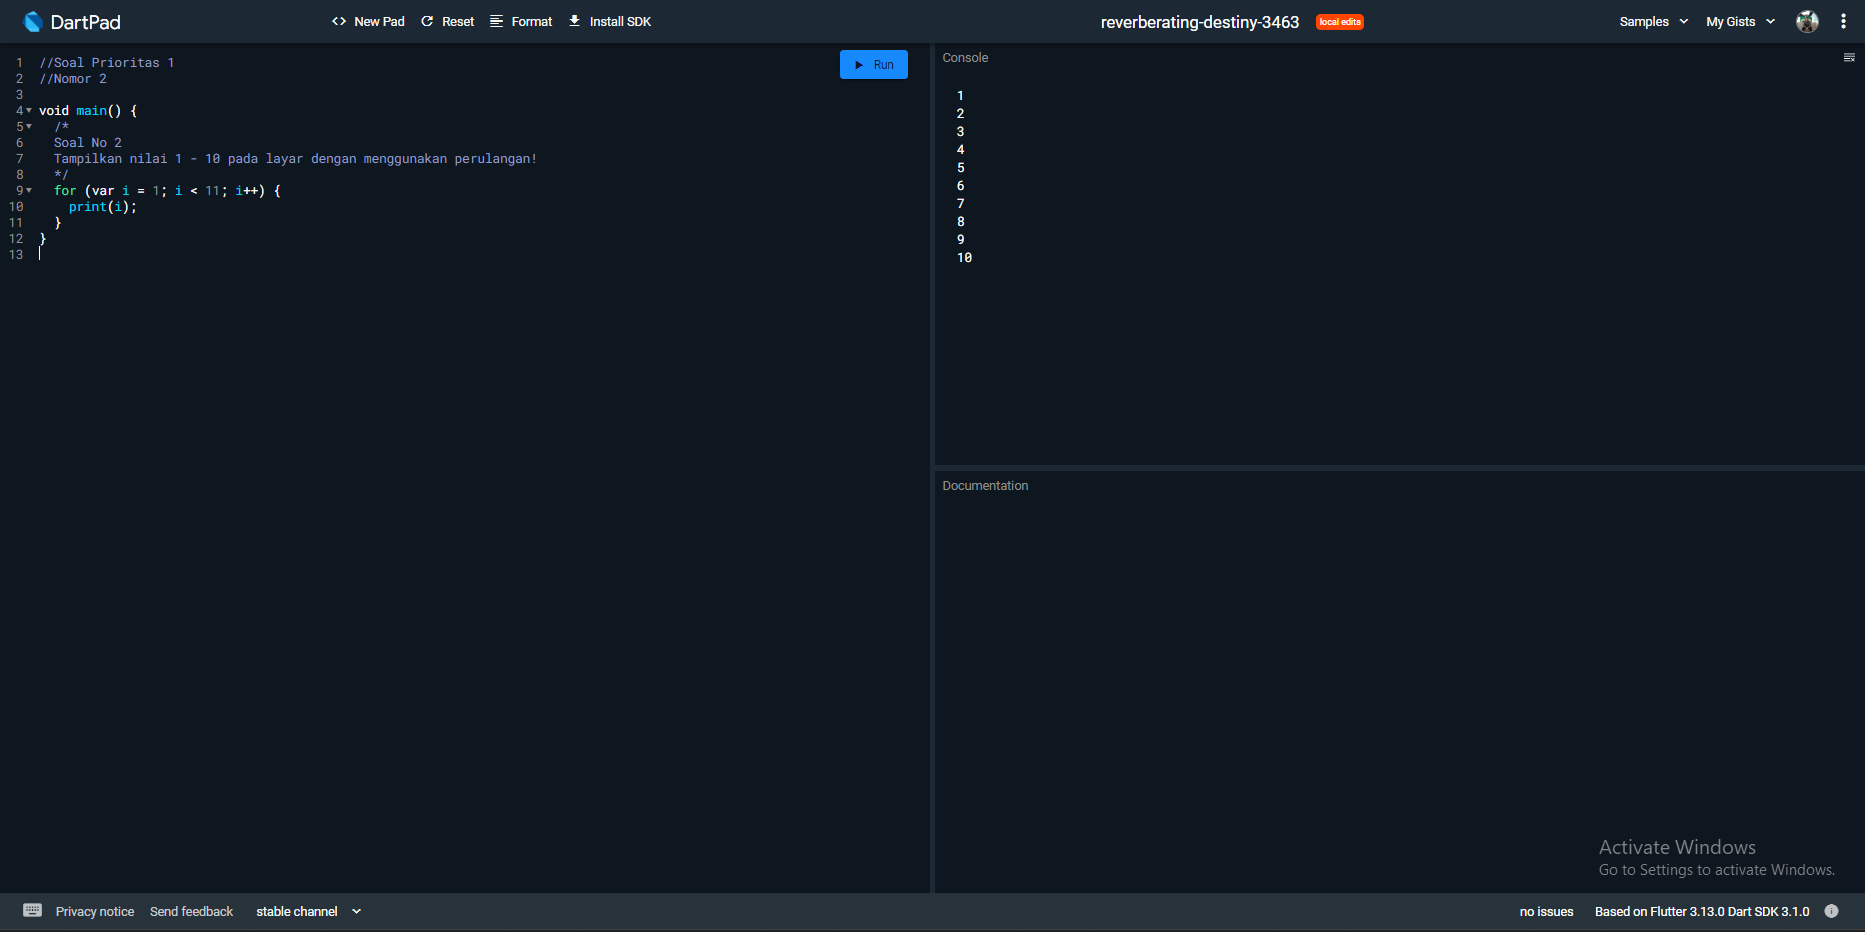 DartPad
<> New Pad Reset Format Install SDK
reverberating-destiny-3463 local edits
Samples My Gists
1 //Soal Prioritas 1
2 //Nomor 2
3
4 void main() {
5 /*
6 Soal No 2
7 Tampilkan nilai 1 - 10 pada layar dengan menggunakan perulangan!
8 */
9 for (var i = 1; i < 11; i++) {
10 print(i);
11 }
12 }
13
Run
Console
1
2
3
4
5
6
7
8
9
10
Documentation
Activate Windows
Go to Settings to activate Windows.
Privacy notice Send feedback stable channel
no issues Based on Flutter 3.13.0 Dart SDK 3.1.0